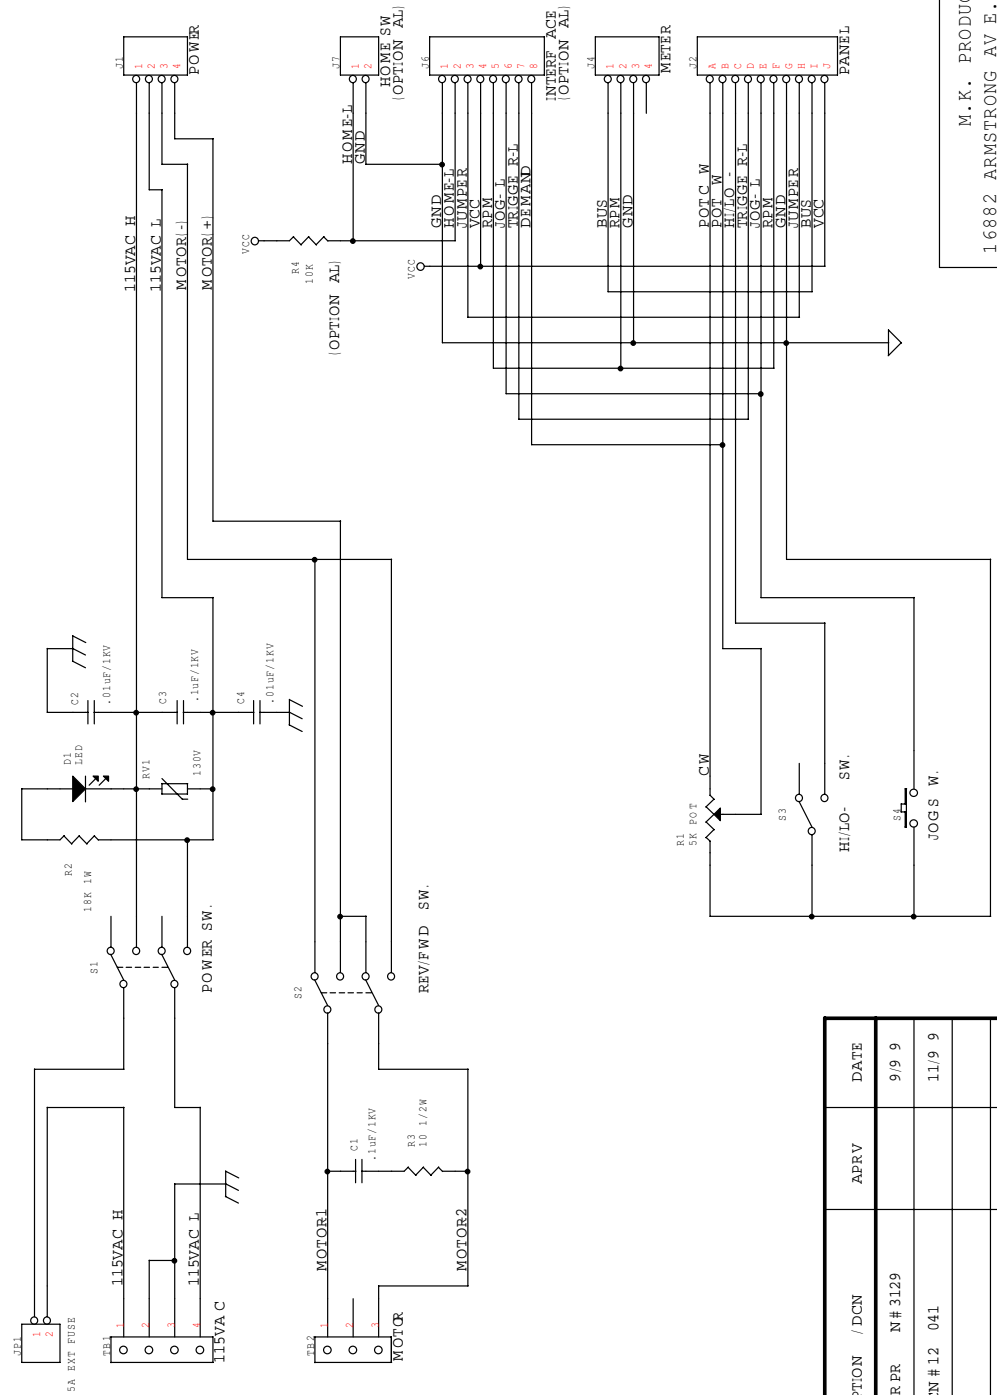 JP1
1
2
5A EXT FUSE
TB1
1
2
3
4
115VAC
115VAC H
115VAC L
TB2
1
2
3
MOTOR
MOTOR1
MOTOR2
C1
.1uF/1KV
R3
10 1/2W
S1
POWER SW.
S2
REV/FWD SW.
R2
18K 1W
D1
LED
RV1
130V
C2
.01uF/1KV
C3
.1uF/1KV
C4
.01uF/1KV
115VAC H
115VAC L
MOTOR(-)
MOTOR(+)
J1
1
2
3
4
POWER
VCC
R4
10K
(OPTION AL)
HOME-L
GND
J7
1
2
HOME SW
(OPTION AL)
VCC
GND
HOME-L
JUMPER
VCC
RPM
JOG- L
TRIGGE R-L
DEMAND
J6
1
2
3
4
5
6
7
8
INTERF ACE
(OPTION AL)
BUS
RPM
GND
J4
1
2
3
4
METER
POT C W
POT W
HI/LO -
TRIGGE R-L
JOG- L
RPM
GND
JUMPER
BUS
VCC
J2
A
B
C
D
E
F
G
H
I
J
PANEL
R1
5K POT
CW
S3
HI/LO- SW.
S4
JOGS W.
M.K. PRODUC
16882 ARMSTRONG AV E.
PTION / DCN
APRV
DATE
R PR N# 3129
9/9 9
CN # 12 041
11/9 9